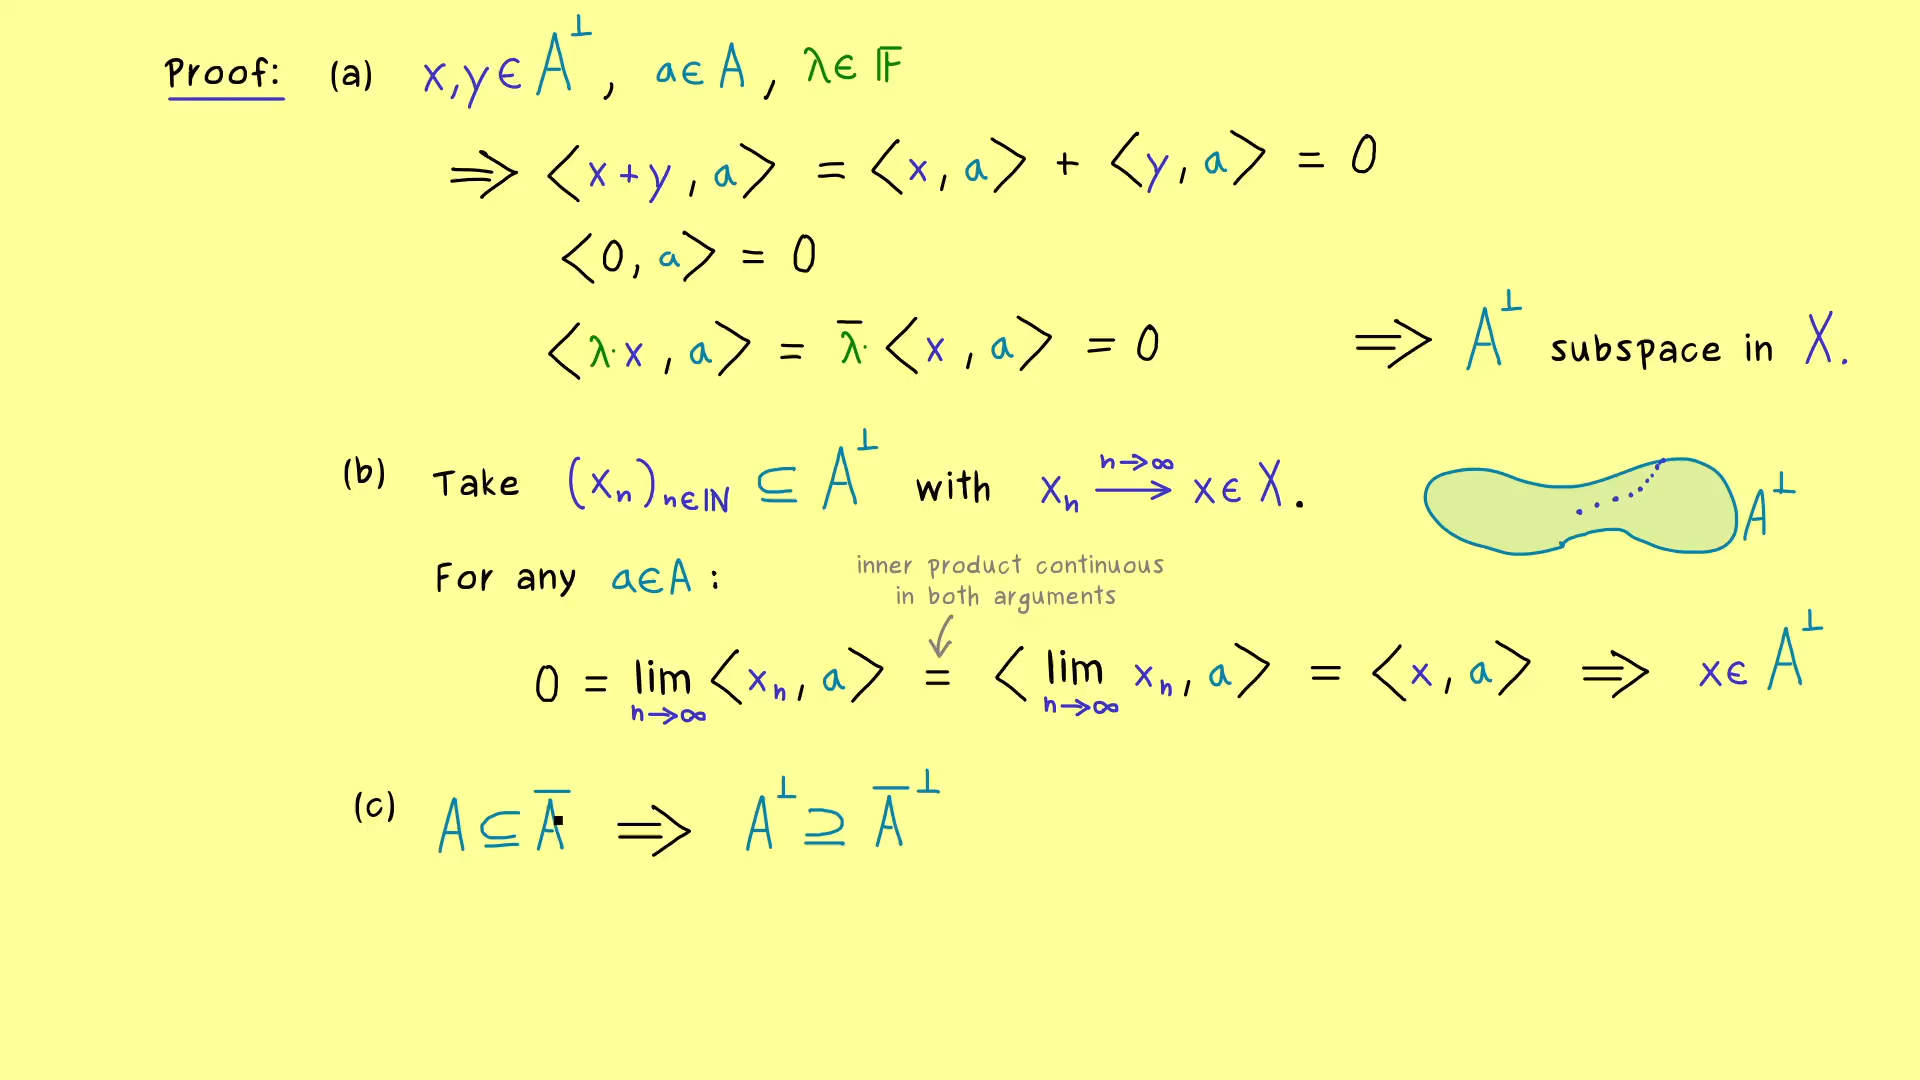 Proof: (a) x,y ∈ A^⊥ , a ∈ A , λ ∈ 𝔽
⟹ ⟨x + y , a⟩ = ⟨x , a⟩ + ⟨y , a⟩ = 0
⟨0 , a⟩ = 0
⟨λ·x , a⟩ = λ̅· ⟨x , a⟩ = 0 ⟹ A^⊥ subspace in X.
(b) Take (x_n)_{n∈ℕ} ⊆ A^⊥ with x_n \xrightarrow{n→∞} x ∈ X . A^⊥
For any a ∈ A :
inner product continuous
in both arguments
0 = lim_{n→∞} ⟨x_n , a⟩ = ⟨ lim_{n→∞} x_n , a⟩ = ⟨x , a⟩ ⟹ x ∈ A^⊥
(c) A ⊆ A̅ ⟹ A^⊥ ⊇ A̅^⊥